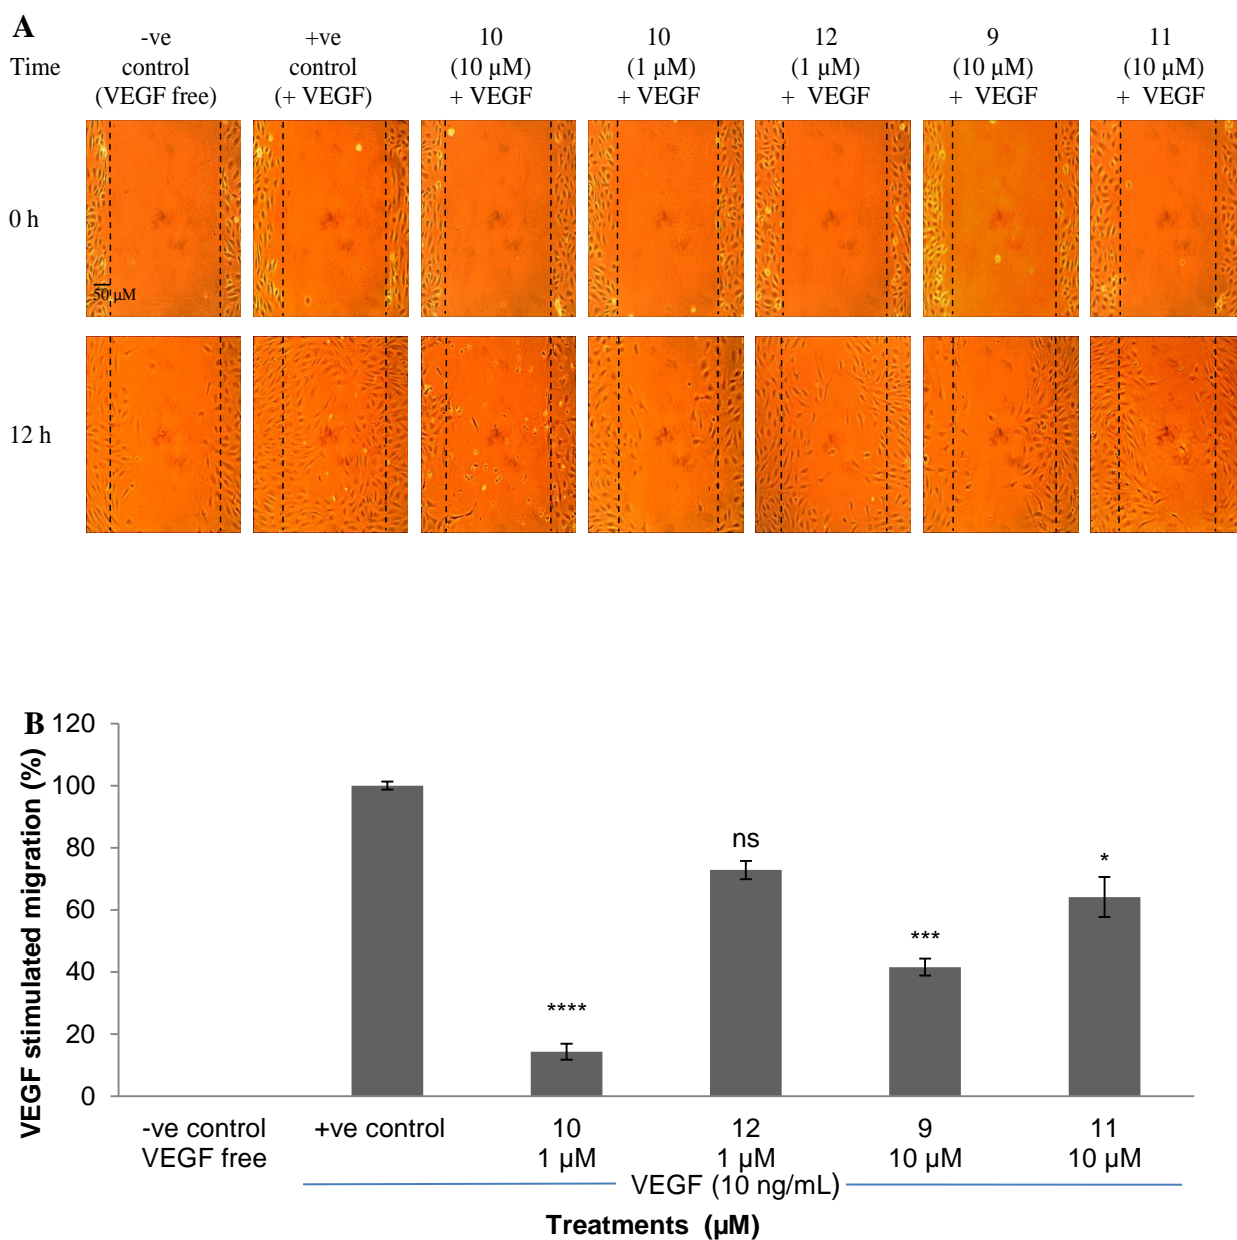 A
-ve +ve 10 10 12 9 11
Time control control (10 µM) (1 µM) (1 µM) (10 µM) (10 µM)
(VEGF free) (+ VEGF) + VEGF + VEGF + VEGF + VEGF + VEGF
0 h
50 µM
12 h
B
120
100
80
60
40
20
0
VEGF stimulated migration (%)
ns
*
***
****
-ve control +ve control 10 12 9 11
VEGF free 1 µM 1 µM 10 µM 10 µM
VEGF (10 ng/mL)
Treatments (µM)